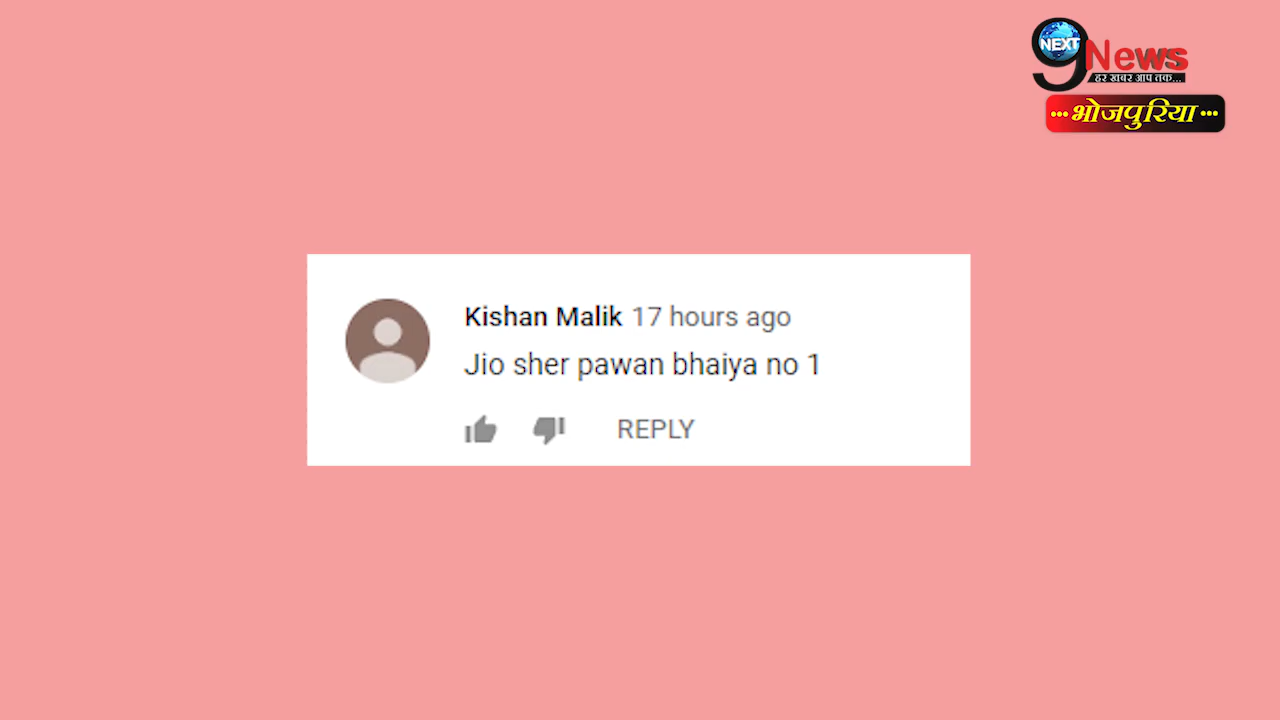 NEXT
9News
हर खबर आप तक...
...भोजपुरिया...
Kishan Malik 17 hours ago
Jio sher pawan bhaiya no 1
REPLY